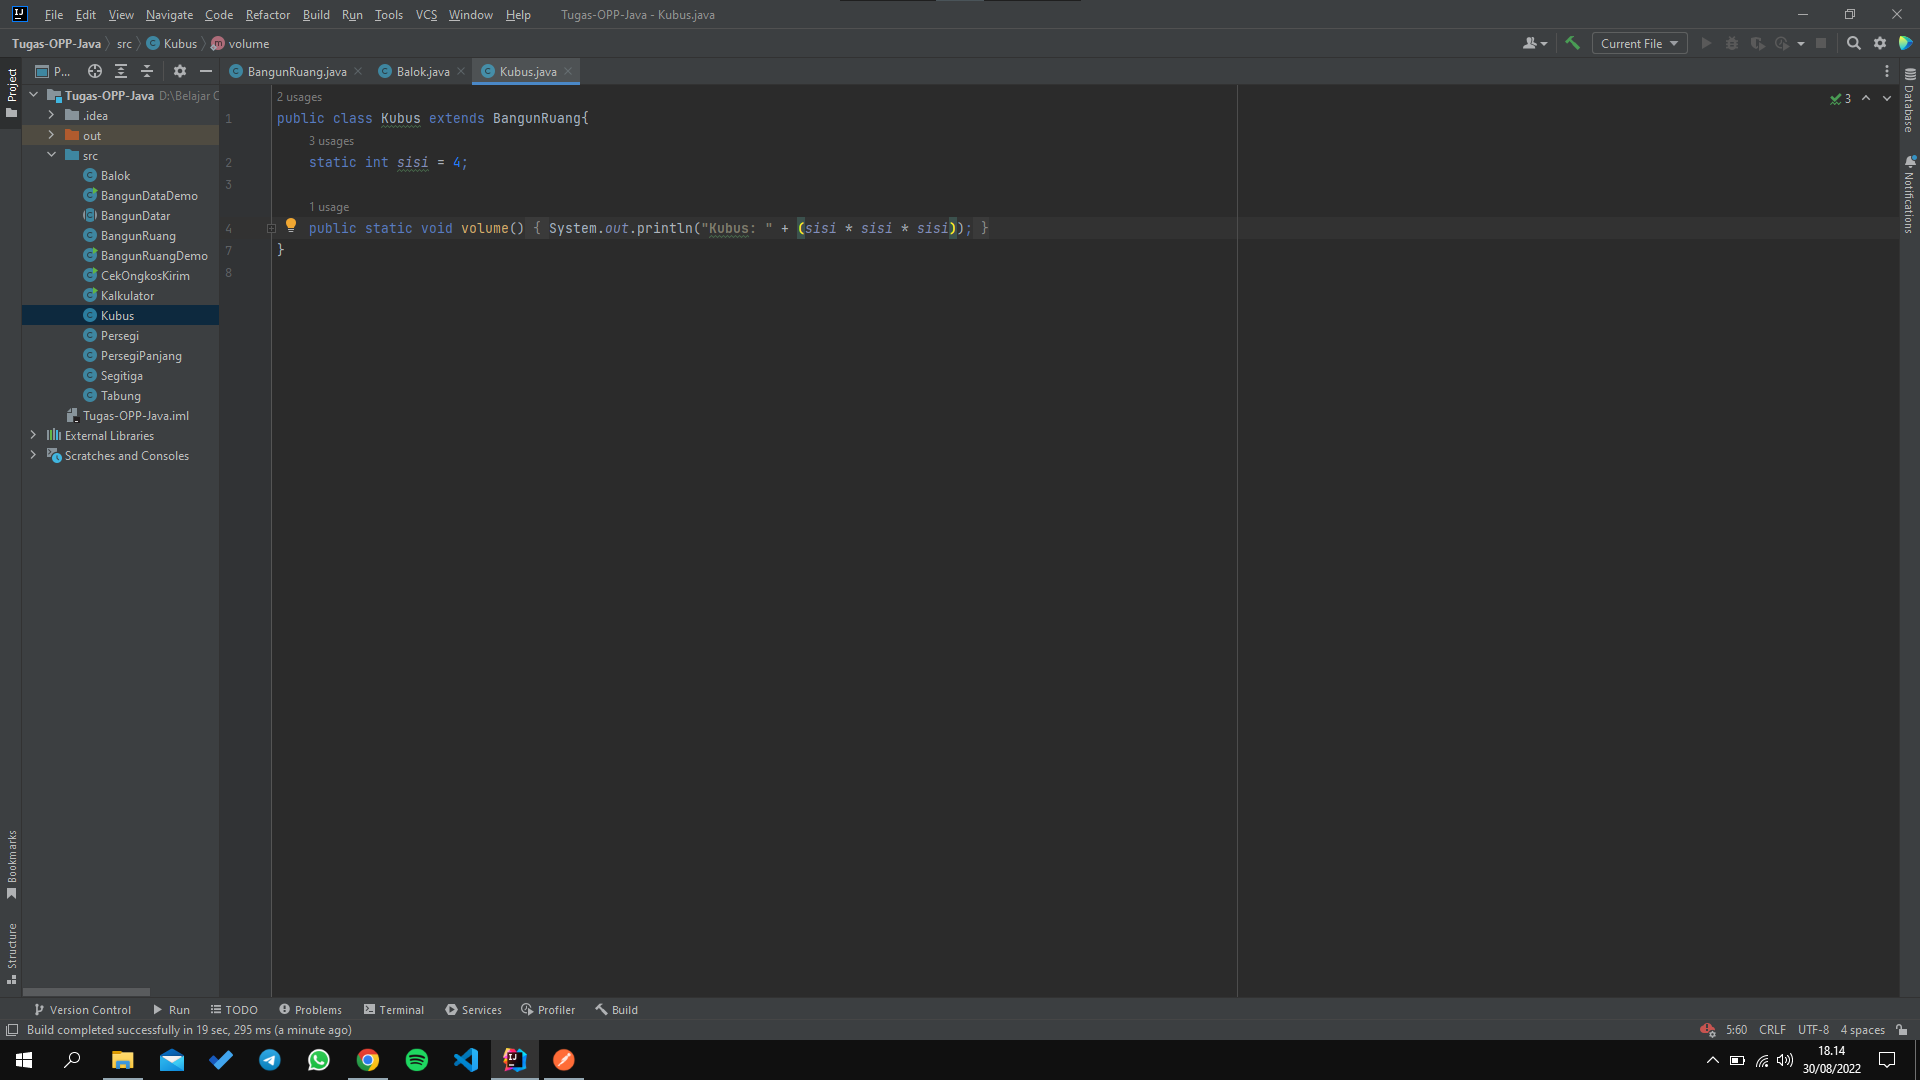 File Edit View Navigate Code Refactor Build Run Tools VCS Window Help Tugas-OPP-Java - Kubus.java
Tugas-OPP-Java src Kubus volume
Current File
Project
P...
BangunRuang.java
Balok.java
Kubus.java
Tugas-OPP-Java D:\Belajar C
.idea
out
src
Balok
BangunDataDemo
BangunDatar
BangunRuang
BangunRuangDemo
CekOngkosKirim
Kalkulator
Kubus
Persegi
PersegiPanjang
Segitiga
Tabung
Tugas-OPP-Java.iml
External Libraries
Scratches and Consoles
2 usages
1 public class Kubus extends BangunRuang{
3 usages
2 static int sisi = 4;
3
1 usage
4 public static void volume() { System.out.println("Kubus: " + (sisi * sisi * sisi)); }
7 }
8
3
Database
Notifications
Bookmarks
Structure
Version Control Run TODO Problems Terminal Services Profiler Build
Build completed successfully in 19 sec, 295 ms (a minute ago)
5:60 CRLF UTF-8 4 spaces
18.14
30/08/2022